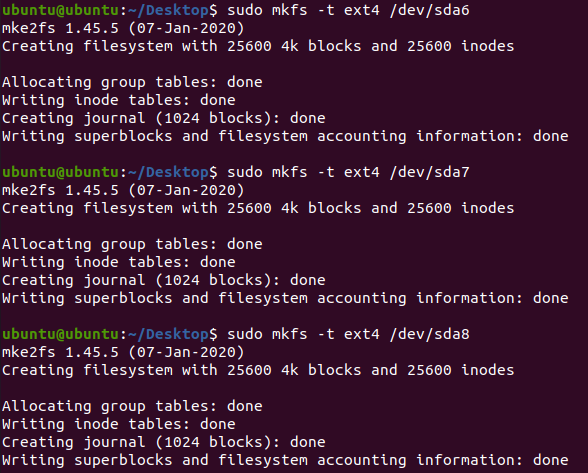 ubuntu@ubuntu:~/Desktop$ sudo mkfs -t ext4 /dev/sda6
mke2fs 1.45.5 (07-Jan-2020)
Creating filesystem with 25600 4k blocks and 25600 inodes
Allocating group tables: done
Writing inode tables: done
Creating journal (1024 blocks): done
Writing superblocks and filesystem accounting information: done
ubuntu@ubuntu:~/Desktop$ sudo mkfs -t ext4 /dev/sda7
mke2fs 1.45.5 (07-Jan-2020)
Creating filesystem with 25600 4k blocks and 25600 inodes
Allocating group tables: done
Writing inode tables: done
Creating journal (1024 blocks): done
Writing superblocks and filesystem accounting information: done
ubuntu@ubuntu:~/Desktop$ sudo mkfs -t ext4 /dev/sda8
mke2fs 1.45.5 (07-Jan-2020)
Creating filesystem with 25600 4k blocks and 25600 inodes
Allocating group tables: done
Writing inode tables: done
Creating journal (1024 blocks): done
Writing superblocks and filesystem accounting information: done